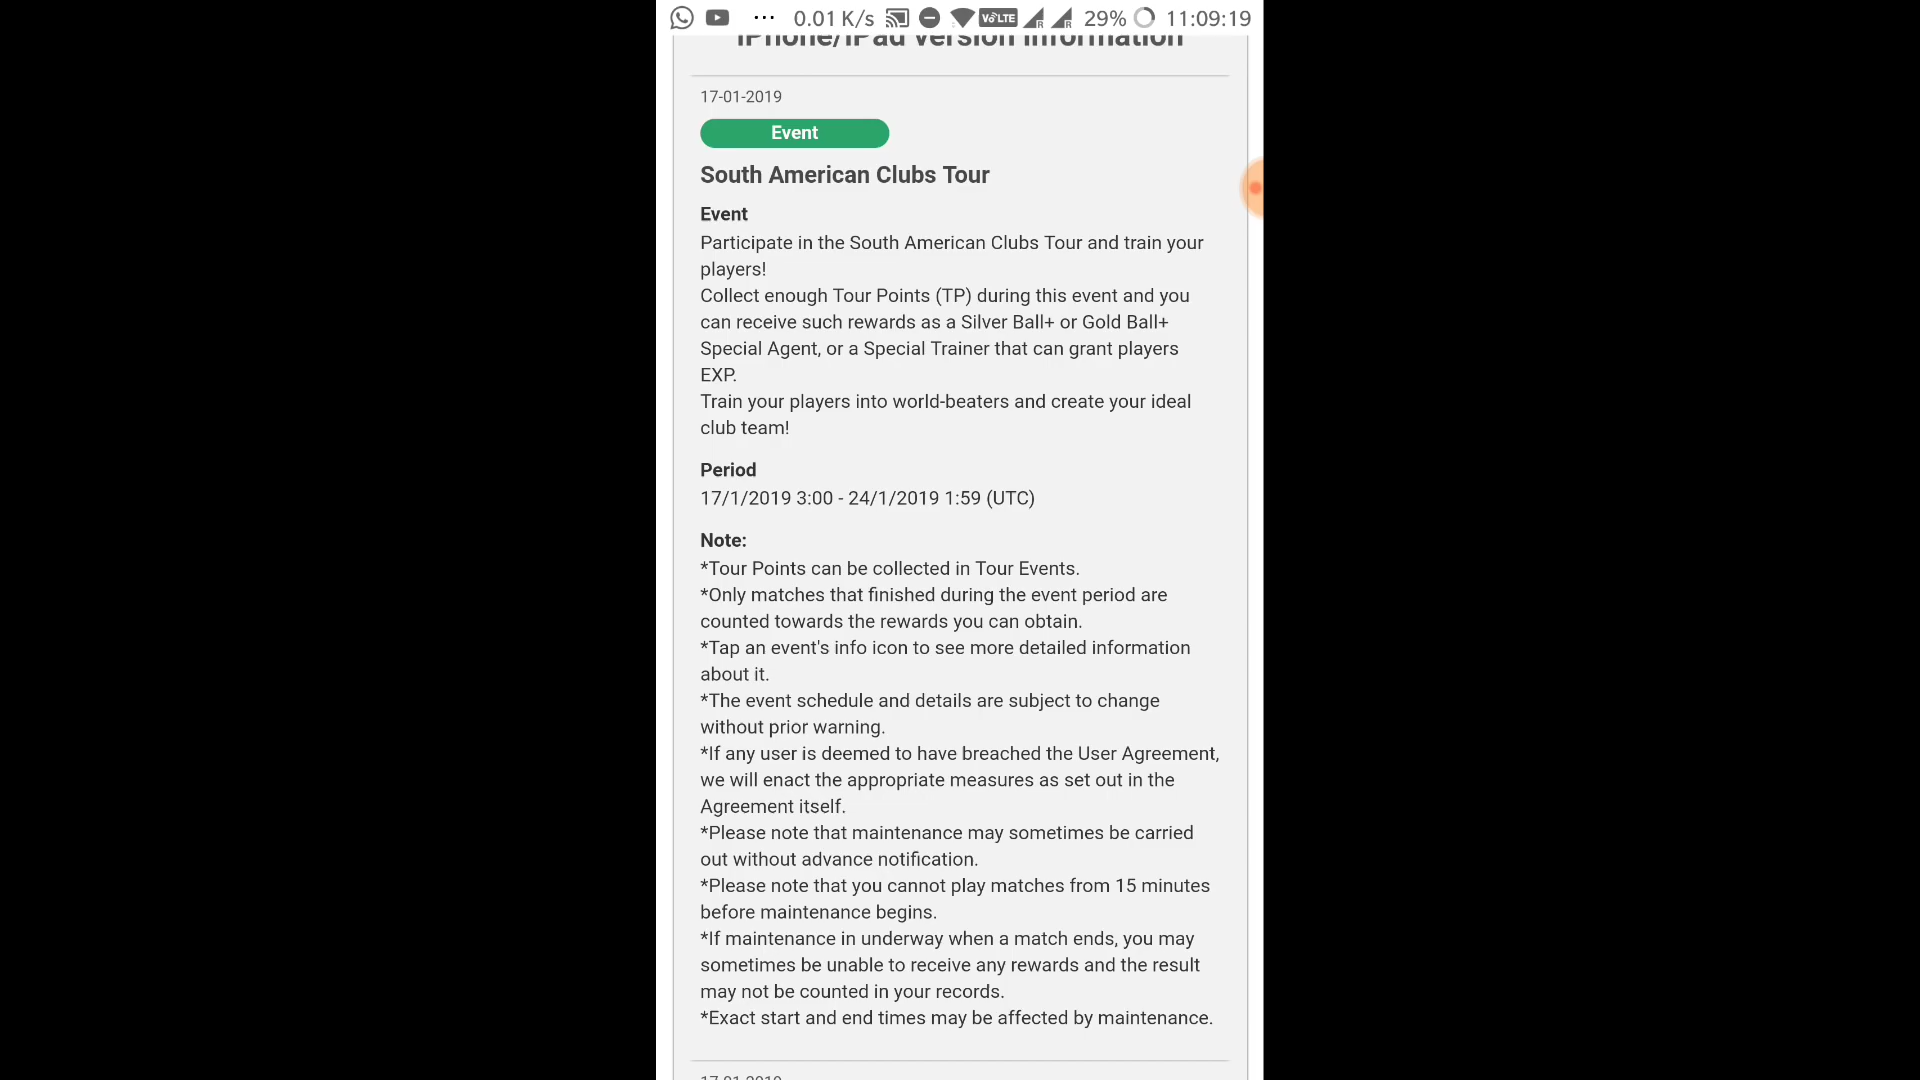 0.01 K/s VoLTE R R 29% 11:09:19
iPhone/iPad version information
17-01-2019
Event
South American Clubs Tour
Event
Participate in the South American Clubs Tour and train your
players!
Collect enough Tour Points (TP) during this event and you
can receive such rewards as a Silver Ball+ or Gold Ball+
Special Agent, or a Special Trainer that can grant players
EXP.
Train your players into world-beaters and create your ideal
club team!
Period
17/1/2019 3:00 - 24/1/2019 1:59 (UTC)
Note:
*Tour Points can be collected in Tour Events.
*Only matches that finished during the event period are
counted towards the rewards you can obtain.
*Tap an event's info icon to see more detailed information
about it.
*The event schedule and details are subject to change
without prior warning.
*If any user is deemed to have breached the User Agreement,
we will enact the appropriate measures as set out in the
Agreement itself.
*Please note that maintenance may sometimes be carried
out without advance notification.
*Please note that you cannot play matches from 15 minutes
before maintenance begins.
*If maintenance in underway when a match ends, you may
sometimes be unable to receive any rewards and the result
may not be counted in your records.
*Exact start and end times may be affected by maintenance.
17-01-2019